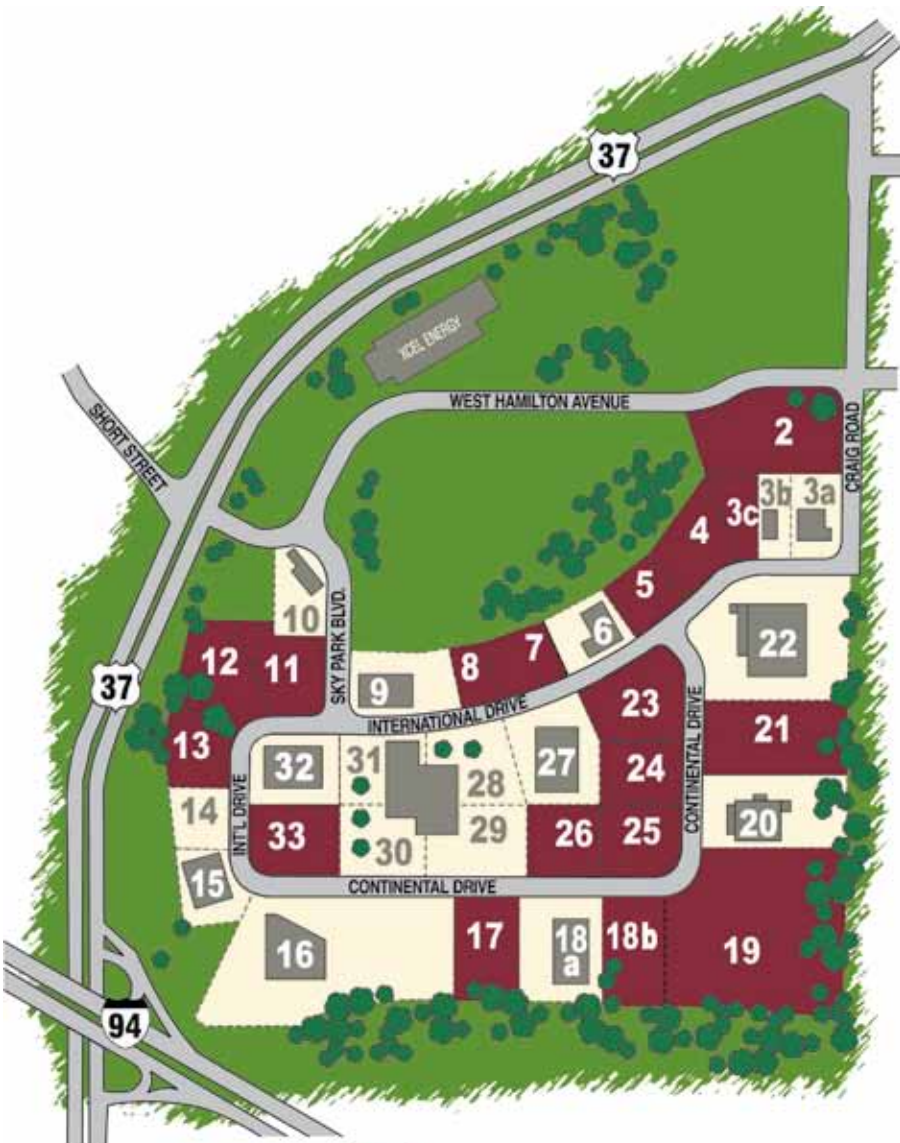 37
XCEL ENERGY
WEST HAMILTON AVENUE
SHORT STREET
CRAIG ROAD
2
3b
3a
3c
4
5
10
SKY PARK BLVD.
6
7
8
22
12
11
9
37
INTERNATIONAL DRIVE
23
CONTINENTAL DRIVE
21
13
INT'L DRIVE
32
31
28
27
24
14
33
30
29
26
25
20
15
CONTINENTAL DRIVE
16
17
18
a
18b
19
94